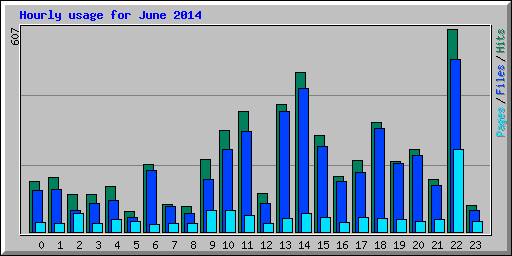 Hourly usage for June 2014
607
Pages/Files/Hits
0 1 2 3 4 5 6 7 8 9 10 11 12 13 14 15 16 17 18 19 20 21 22 23